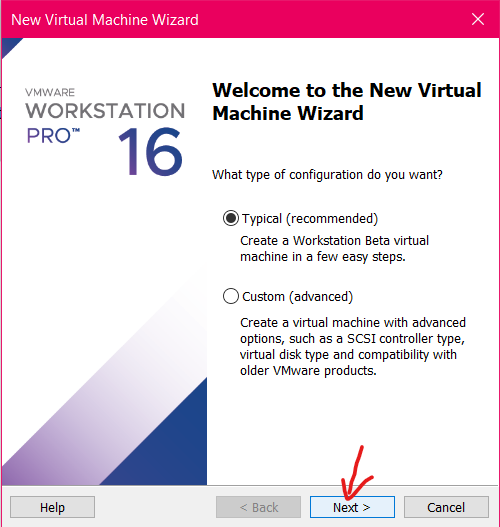 New Virtual Machine Wizard
VMWARE
WORKSTATION
PRO™ 16
Welcome to the New Virtual
Machine Wizard
What type of configuration do you want?
Typical (recommended)
Create a Workstation Beta virtual
machine in a few easy steps.
Custom (advanced)
Create a virtual machine with advanced
options, such as a SCSI controller type,
virtual disk type and compatibility with
older VMware products.
Help
< Back
Next >
Cancel